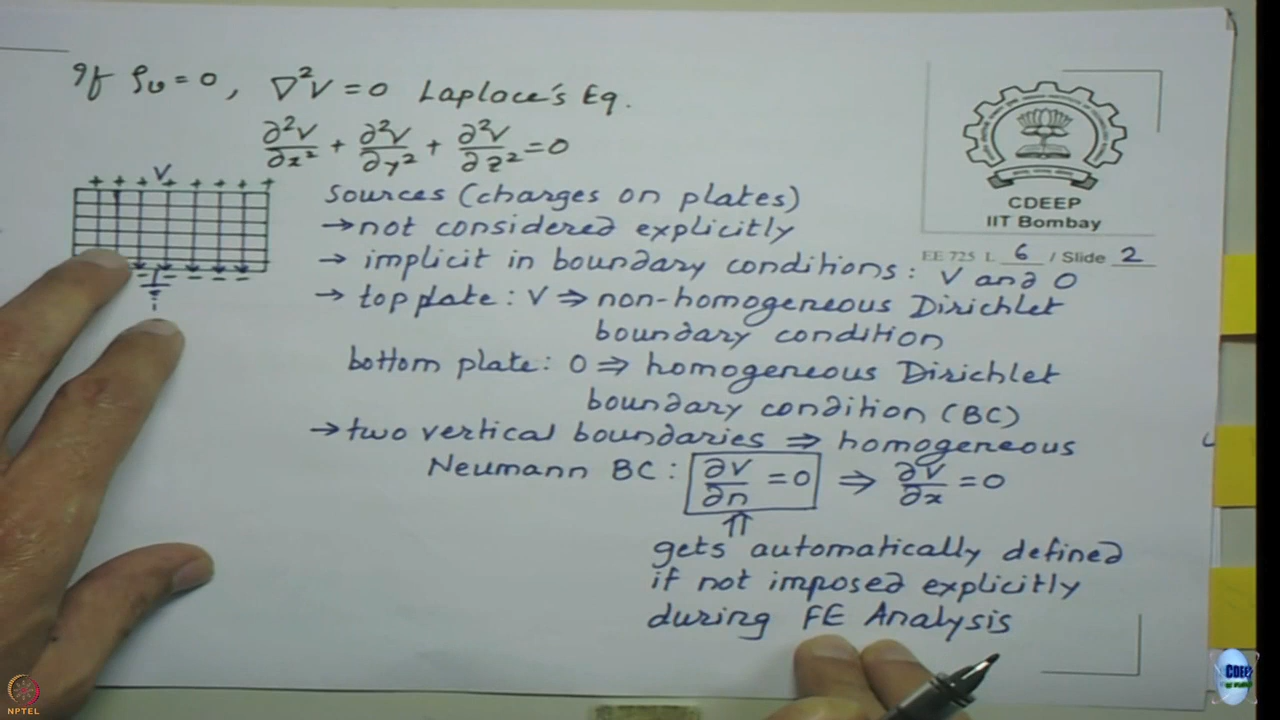 If ρ𝑣 = 0, ∇²V = 0 Laplace's Eq.
∂²V/∂x² + ∂²V/∂y² + ∂²V/∂z² = 0
V
+ + + + + + + +
- - - - - -
sources (charges on plates)
→ not considered explicitly
→ implicit in boundary conditions: V and 0
→ top plate: V ⇒ non-homogeneous Dirichlet
boundary condition
bottom plate: 0 ⇒ homogeneous Dirichlet
boundary condition (BC)
→ two vertical boundaries ⇒ homogeneous
Neumann BC: ∂V/∂n = 0 ⇒ ∂V/∂x = 0
⇑
gets automatically defined
if not imposed explicitly
during FE Analysis
CDEEP
IIT Bombay
EE 725 L 6 / Slide 2
NPTEL
CDEEP